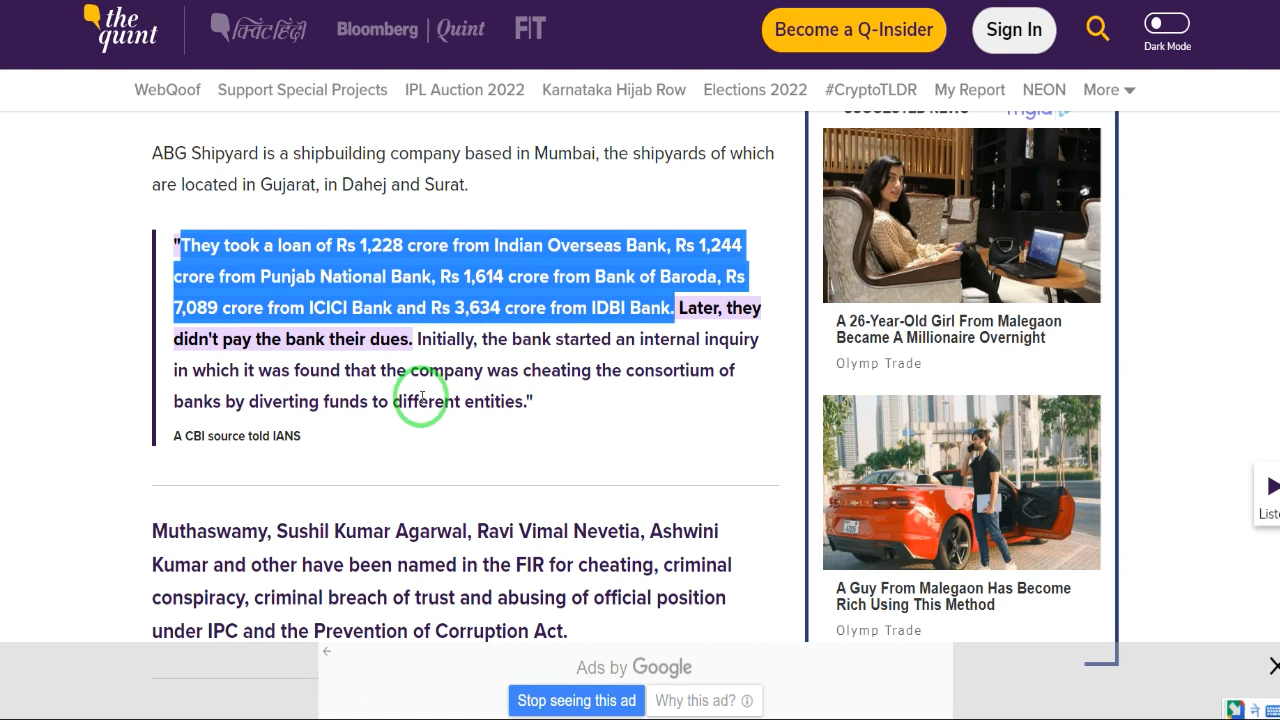 the quint
क्विंट हिंदी
Bloomberg | Quint
FIT
Become a Q-Insider
Sign In
Dark Mode
WebQoof Support Special Projects IPL Auction 2022 Karnataka Hijab Row Elections 2022 #CryptoTLDR My Report NEON More
ABG Shipyard is a shipbuilding company based in Mumbai, the shipyards of which
are located in Gujarat, in Dahej and Surat.
"They took a loan of Rs 1,228 crore from Indian Overseas Bank, Rs 1,244
crore from Punjab National Bank, Rs 1,614 crore from Bank of Baroda, Rs
7,089 crore from ICICI Bank and Rs 3,634 crore from IDBI Bank. Later, they
didn't pay the bank their dues. Initially, the bank started an internal inquiry
in which it was found that the company was cheating the consortium of
banks by diverting funds to different entities."
A CBI source told IANS
Muthaswamy, Sushil Kumar Agarwal, Ravi Vimal Nevetia, Ashwini
Kumar and other have been named in the FIR for cheating, criminal
conspiracy, criminal breach of trust and abusing of official position
under IPC and the Prevention of Corruption Act.
A 26-Year-Old Girl From Malegaon
Became A Millionaire Overnight
Olymp Trade
A Guy From Malegaon Has Become
Rich Using This Method
Olymp Trade
Ads by Google
Stop seeing this ad
Why this ad?
ने